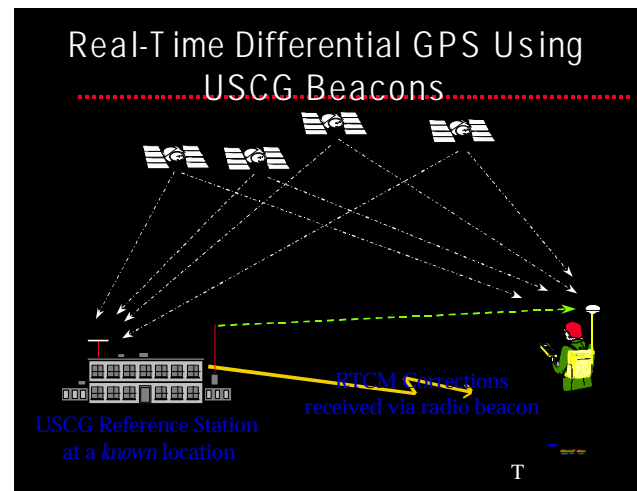 Real-Time Differential GPS Using
USCG Beacons
RTCM Corrections
received via radio beacon
USCG Reference Station
at a known location
T